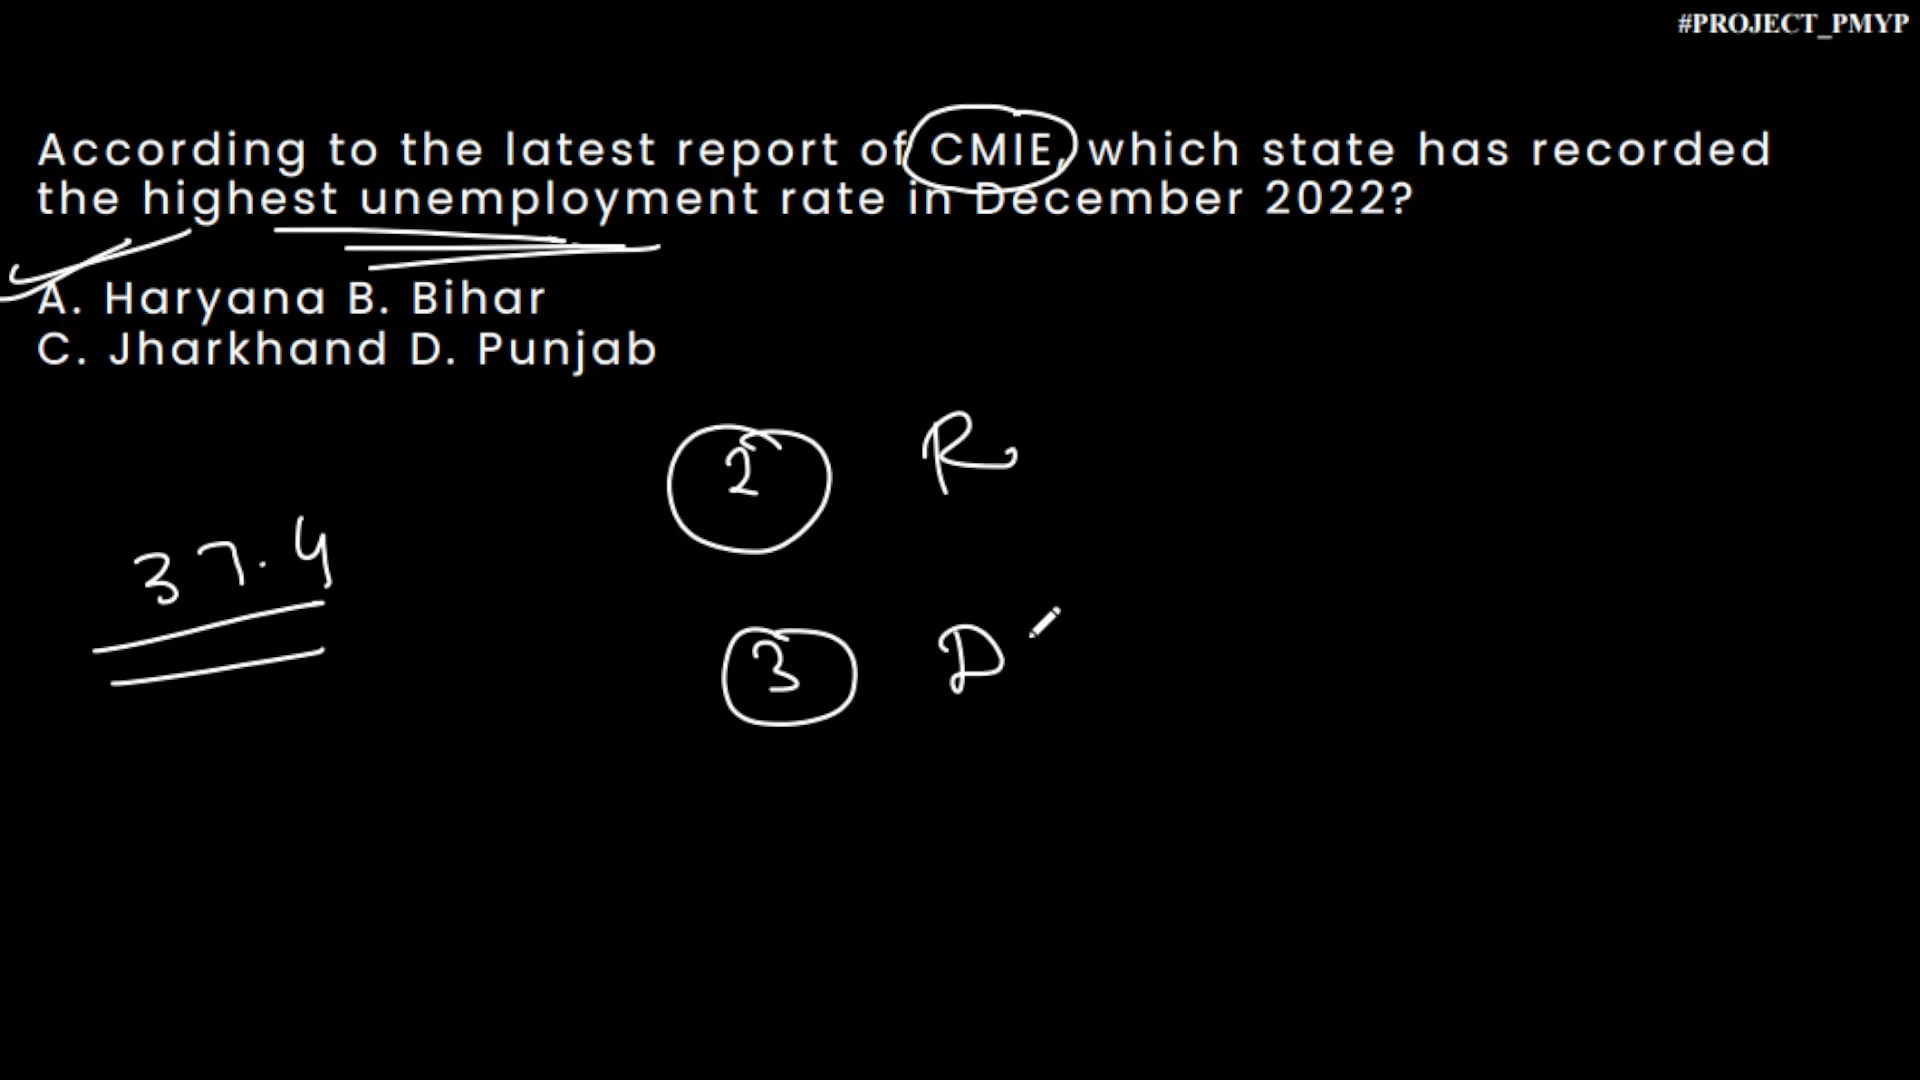 #PROJECT_PMYP
According to the latest report of CMIE, which state has recorded
the highest unemployment rate in December 2022?
A. Haryana B. Bihar
C. Jharkhand D. Punjab
2 R
37.4
3 D